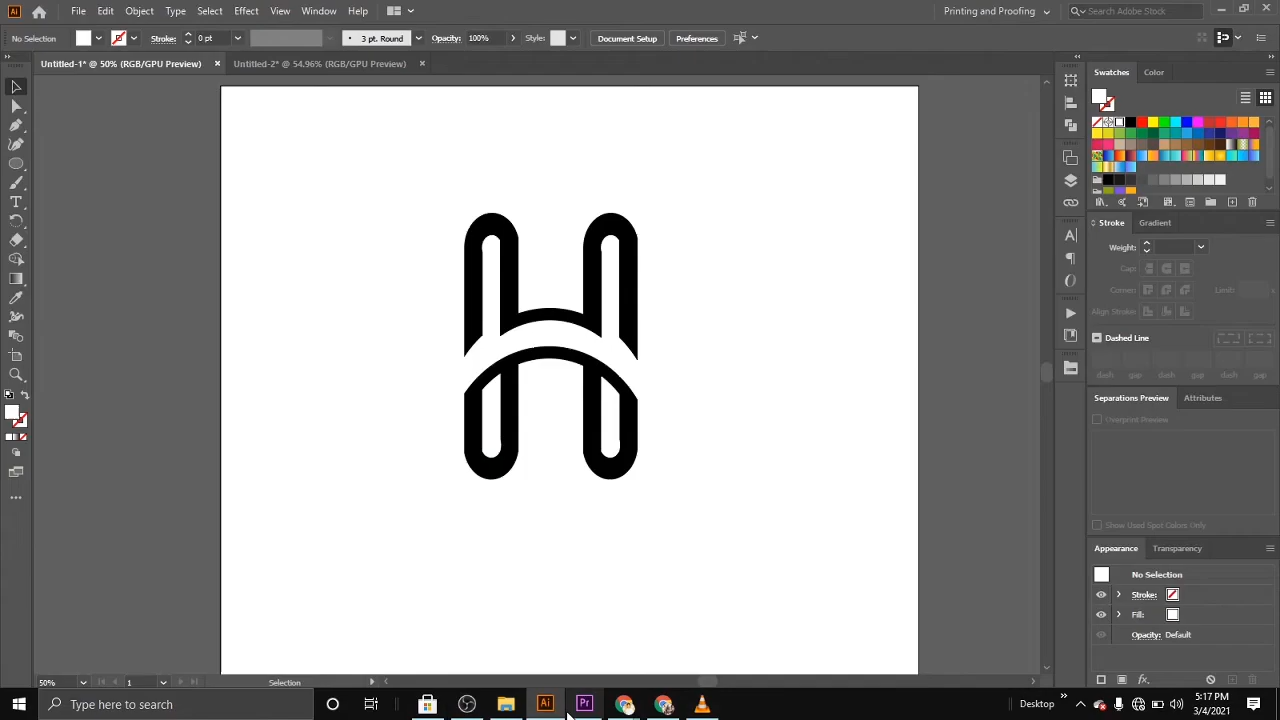 Ai File Edit Object Type Select Effect View Window Help Printing and Proofing Search Adobe Stock
No Selection Stroke: 0 pt 3 pt. Round Opacity: 100% Style: Document Setup Preferences
Untitled-1* @ 50% (RGB/GPU Preview) × Untitled-2* @ 54.96% (RGB/GPU Preview) ×
Swatches Color
Stroke Gradient
Weight:
Cap:
Corner: Limit:
Align Stroke:
Dashed Line
dash gap dash gap dash gap
Separations Preview Attributes
Overprint Preview
Show Used Spot Colors Only
Appearance Transparency
No Selection
Stroke:
Fill:
Opacity: Default
H
50% 1 Selection
Type here to search Ai Pr Desktop 5:17 PM
3/4/2021